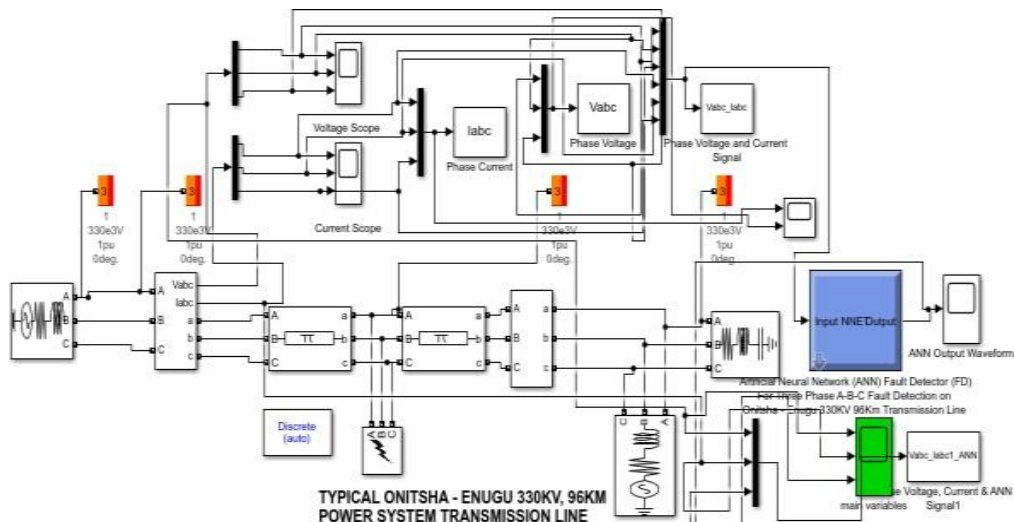 Voltage Scope
Iabc
Phase Current
Vabc
Phase Voltage
Vabc_Iabc
Phase Voltage and Current
Signal
Current Scope
3
1
330e3V
1pu
0deg.
3
1
330e3V
1pu
0deg.
3
1
330e3V
1pu
0deg.
3
1
330e3V
1pu
0deg.
A
B
C
A
B
C
Vabc
Iabc
a
b
c
A
B
C
a
b
c
A
B
C
a
b
c
A
B
C
a
b
c
A
B
C
Input NNET Output
ANN Output Waveform
Artificial Neural Network (ANN) Fault Detector (FD)
For Three Phase A-B-C Fault Detection on
Onitsha - Enugu 330KV 96Km Transmission Line
Discrete
(auto)
A
B
C
C
B
A
Vabc_Iabc1_ANN
e Voltage, Current & ANN
main variables
Signal1
TYPICAL ONITSHA - ENUGU 330KV, 96KM
POWER SYSTEM TRANSMISSION LINE